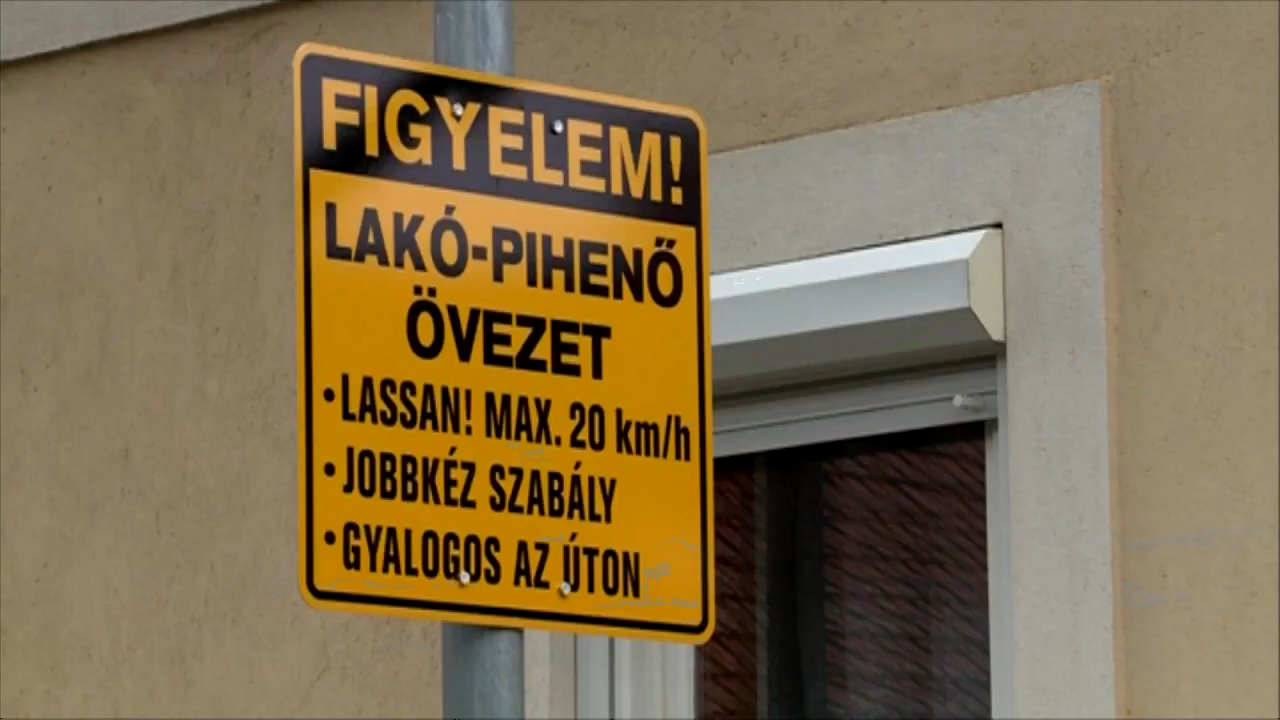 FIGYELEM!
LAKÓ-PIHENŐ
ÖVEZET
•LASSAN! MAX. 20 km/h
•JOBBKÉZ SZABÁLY
•GYALOGOS AZ ÚTON